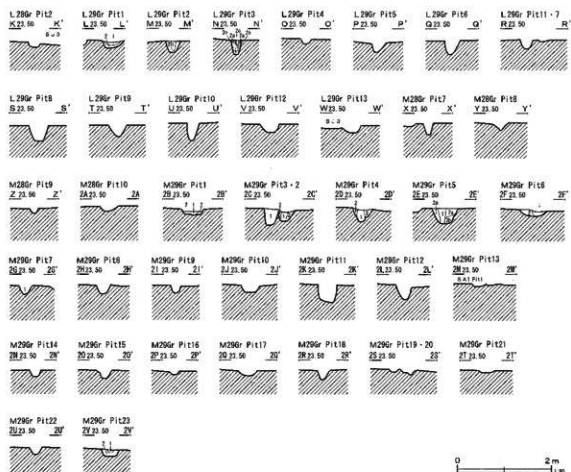 L28Gr Pit2 L29Gr Pit1 L29Gr Pit2 L29Gr Pit3 L29Gr Pit4 L29Gr Pit5 L29Gr Pit6 L29Gr Pit11・7
K 23.50 K' L 23.50 L' M 23.50 M' N 23.50 N' O 23.50 O' P 23.50 P' Q 23.50 Q' R 23.50 R'
L29Gr Pit8 L29Gr Pit9 L29Gr Pit10 L29Gr Pit12 L29Gr Pit13 M28Gr Pit7 M28Gr Pit8
S 23.50 S' T 23.50 T' U 23.50 U' V 23.50 V' W 23.50 W' X 23.50 X' Y 23.50 Y'
M28Gr Pit9 M28Gr Pit10 M29Gr Pit1 M29Gr Pit3・2 M29Gr Pit4 M29Gr Pit5 M29Gr Pit6
Z 23.50 Z' 2A 23.50 2A 2B 23.50 2B' 2C 23.50 2C' 2D 23.50 2D' 2E 23.50 2E' 2F 23.50 2F'
M29Gr Pit7 M29Gr Pit8 M29Gr Pit9 M29Gr Pit10 M29Gr Pit11 M29Gr Pit12 M29Gr Pit13
2G 23.50 2G' 2H 23.50 2H' 2I 23.50 2I' 2J 23.50 2J' 2K 23.50 2K' 2L 23.50 2L' 2M 23.50 2M'
M29Gr Pit14 M29Gr Pit15 M29Gr Pit16 M29Gr Pit17 M29Gr Pit18 M29Gr Pit19・20 M29Gr Pit21
2N 23.50 2N' 2O 23.50 2O' 2P 23.50 2P' 2Q 23.50 2Q' 2R 23.50 2R' 2S 23.50 2S' 2T 23.50 2T'
M29Gr Pit22 M29Gr Pit23
2U 23.50 2U' 2V 23.50 2V'
0 2m